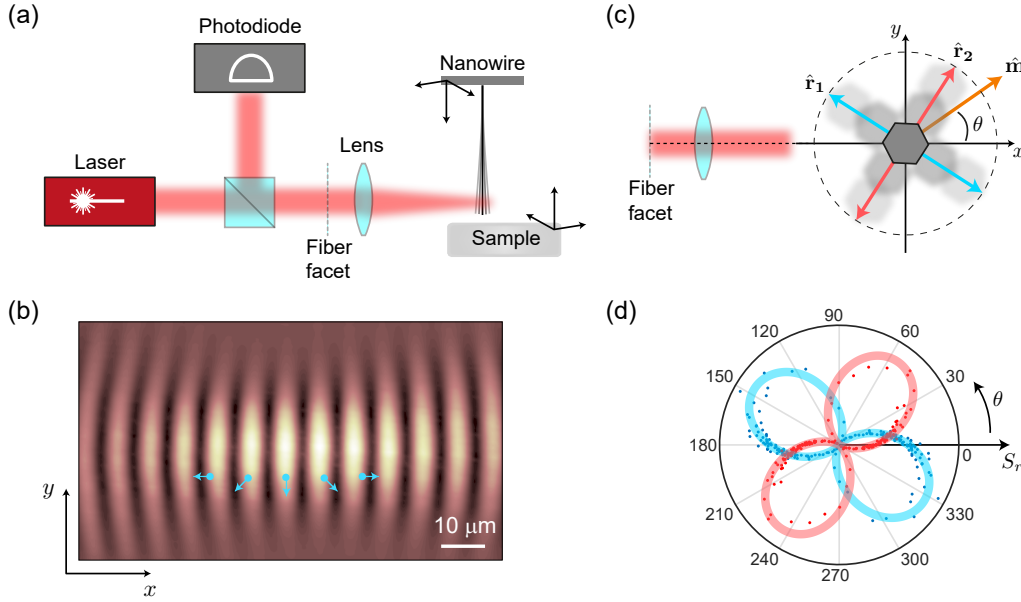 (a)
Photodiode
Laser
Lens
Fiber
facet
Nanowire
Sample
(b)
y
x
10 μm
(c)
y
r̂₁
r̂₂
m̂
θ
x
Fiber
facet
(d)
90
60
30
0
330
300
270
240
210
180
150
120
θ
Sᵣ